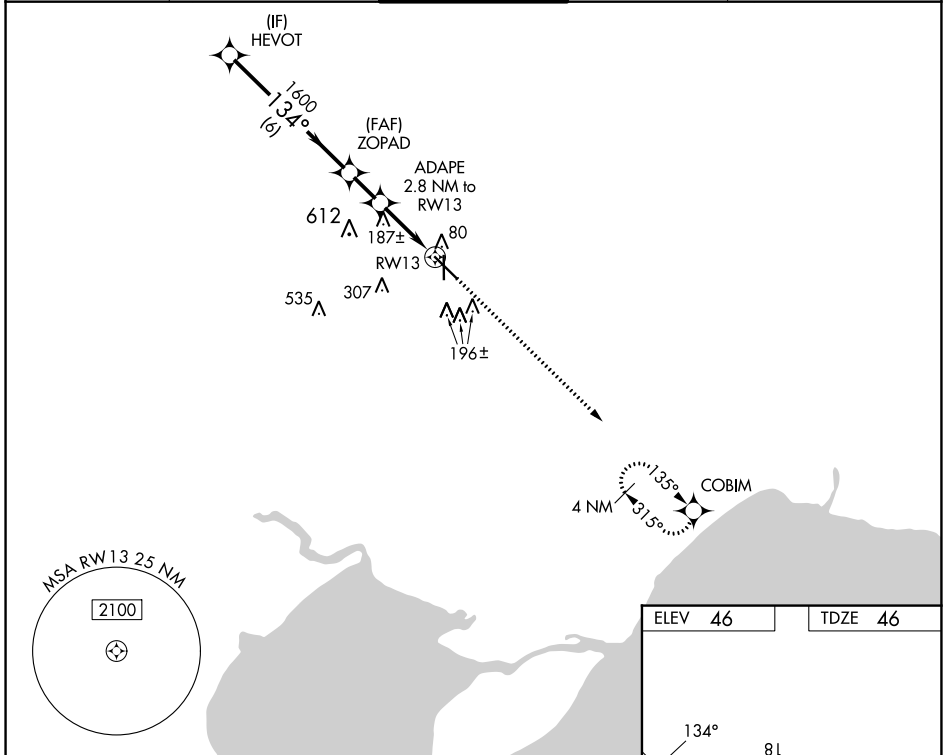 (IF)
HEVOT
1600
134°
(6)
(FAF)
ZOPAD
ADAPE
2.8 NM to
RW13
612
187±
80
RW13
535
307
196±
135°
COBIM
4 NM
315°
MSA RW13 25 NM
2100
ELEV 46
TDZE 46
134°
8L